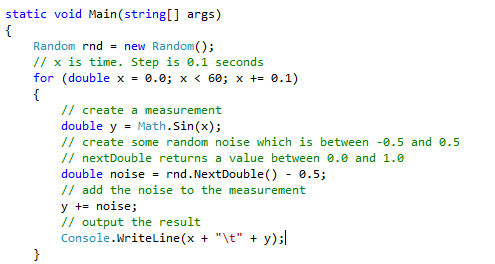 static void Main(string[] args)
{
    Random rnd = new Random();
    // x is time. Step is 0.1 seconds
    for (double x = 0.0; x < 60; x += 0.1)
    {
        // create a measurement
        double y = Math.Sin(x);
        // create some random noise which is between -0.5 and 0.5
        // nextDouble returns a value between 0.0 and 1.0
        double noise = rnd.NextDouble() - 0.5;
        // add the noise to the measurement
        y += noise;
        // output the result
        Console.WriteLine(x + "\t" + y);
    }